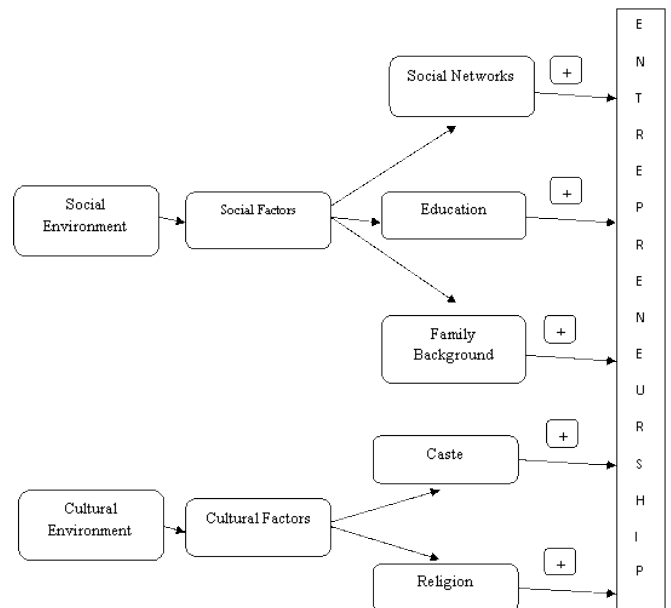 Social Networks
+
Social
Environment
Social Factors
Education
+
Family
Background
+
Caste
+
Cultural
Environment
Cultural Factors
Religion
+
E
N
T
R
E
P
R
E
N
E
U
R
S
H
I
P